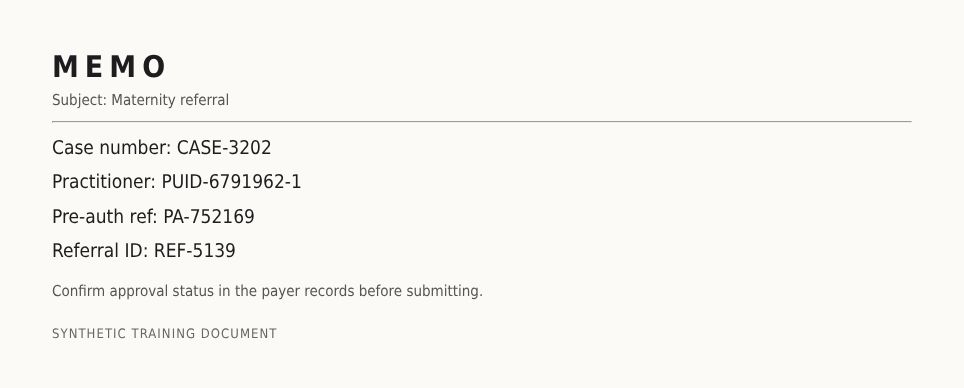 MEMO
Subject: Maternity referral
Case number: CASE-3202
Practitioner: PUID-6791962-1
Pre-auth ref: PA-752169
Referral ID: REF-5139
Confirm approval status in the payer records before submitting.
SYNTHETIC TRAINING DOCUMENT